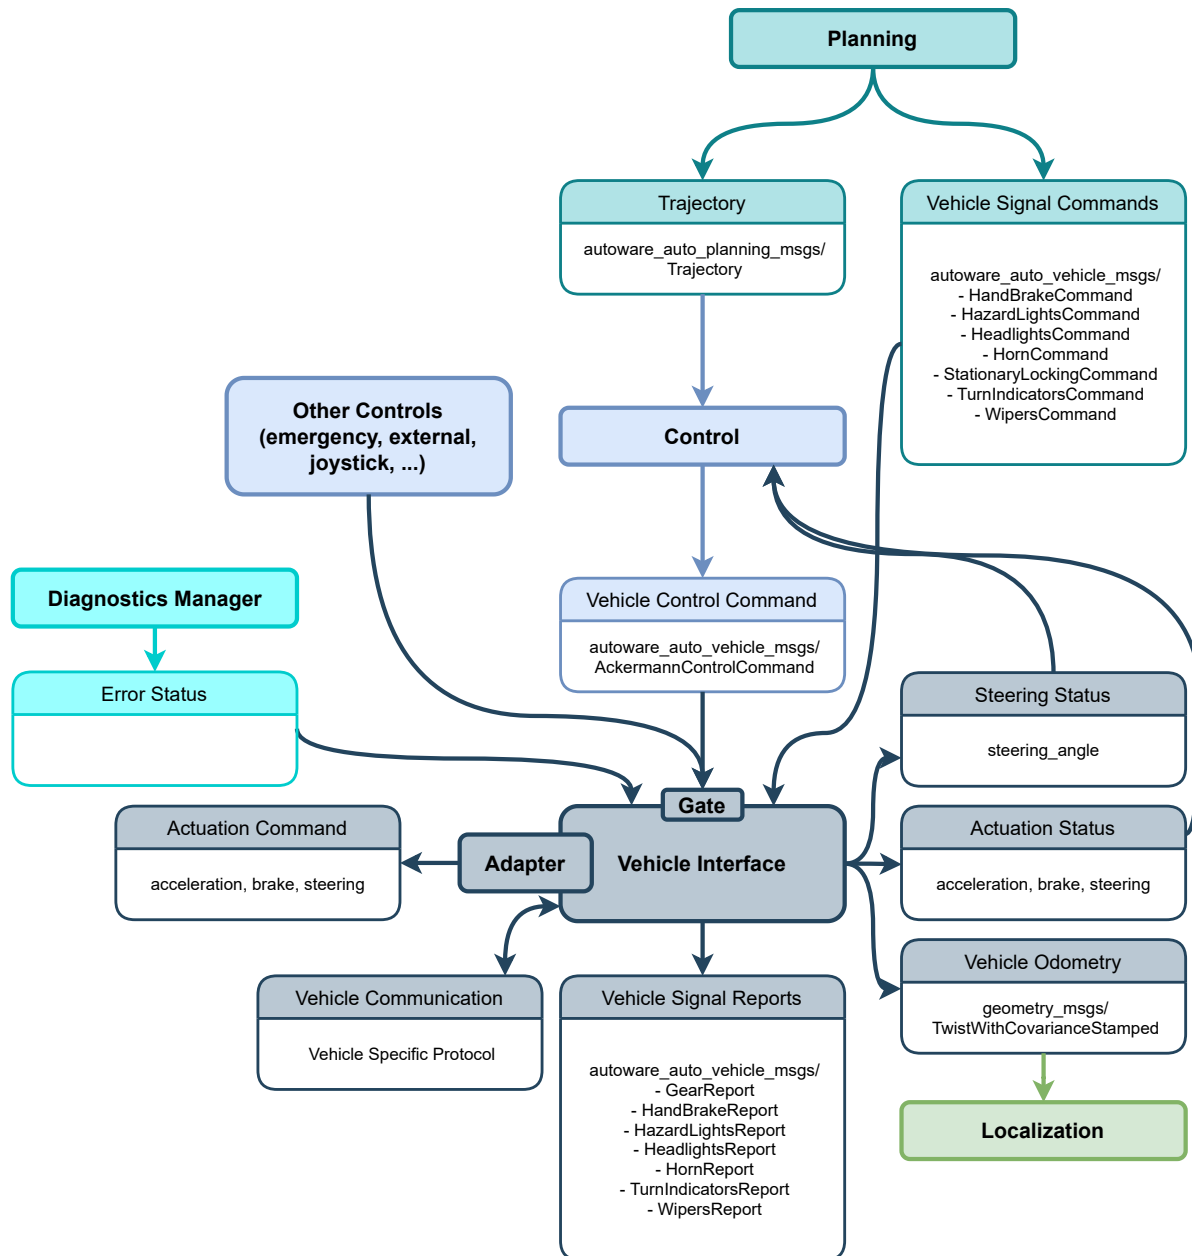 Planning
Trajectory
autoware_auto_planning_msgs/
Trajectory
Vehicle Signal Commands
autoware_auto_vehicle_msgs/
- HandBrakeCommand
- HazardLightsCommand
- HeadlightsCommand
- HornCommand
- StationaryLockingCommand
- TurnIndicatorsCommand
- WipersCommand
Other Controls
(emergency, external,
joystick, ...)
Control
Diagnostics Manager
Error Status
Vehicle Control Command
autoware_auto_vehicle_msgs/
AckermannControlCommand
Steering Status
steering_angle
Gate
Vehicle Interface
Adapter
Actuation Command
acceleration, brake, steering
Actuation Status
acceleration, brake, steering
Vehicle Communication
Vehicle Specific Protocol
Vehicle Signal Reports
autoware_auto_vehicle_msgs/
- GearReport
- HandBrakeReport
- HazardLightsReport
- HeadlightsReport
- HornReport
- TurnIndicatorsReport
- WipersReport
Vehicle Odometry
geometry_msgs/
TwistWithCovarianceStamped
Localization